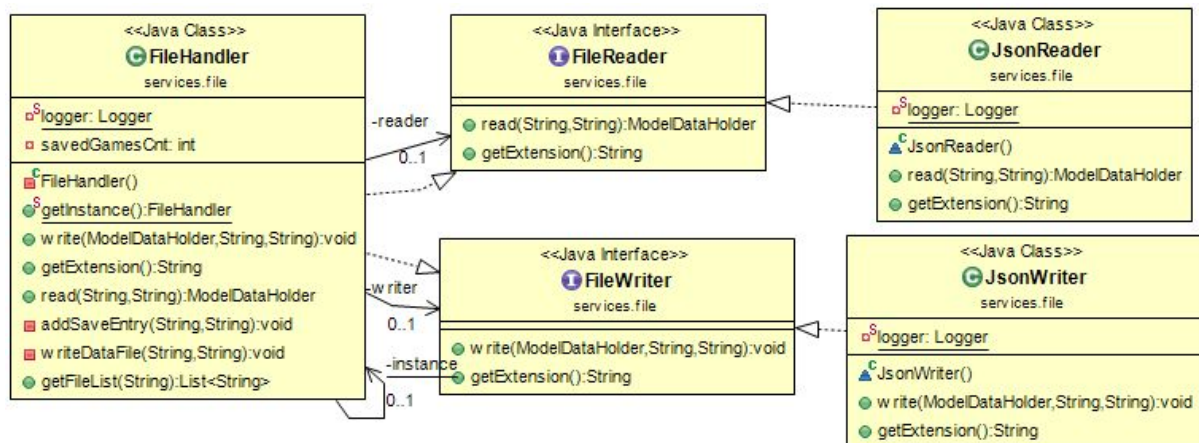 <<Java Class>>
FileHandler
services.file
logger: Logger
savedGamesCnt: int
FileHandler()
getInstance():FileHandler
write(ModelDataHolder,String,String):void
getExtension():String
read(String,String):ModelDataHolder
addSaveEntry(String,String):void
writeDataFile(String,String):void
getFileList(String):List<String>
-reader
0..1
-writer
0..1
-instance
0..1
<<Java Interface>>
FileReader
services.file
read(String,String):ModelDataHolder
getExtension():String
<<Java Interface>>
FileWriter
services.file
write(ModelDataHolder,String,String):void
getExtension():String
<<Java Class>>
JsonReader
services.file
logger: Logger
JsonReader()
read(String,String):ModelDataHolder
getExtension():String
<<Java Class>>
JsonWriter
services.file
logger: Logger
JsonWriter()
write(ModelDataHolder,String,String):void
getExtension():String